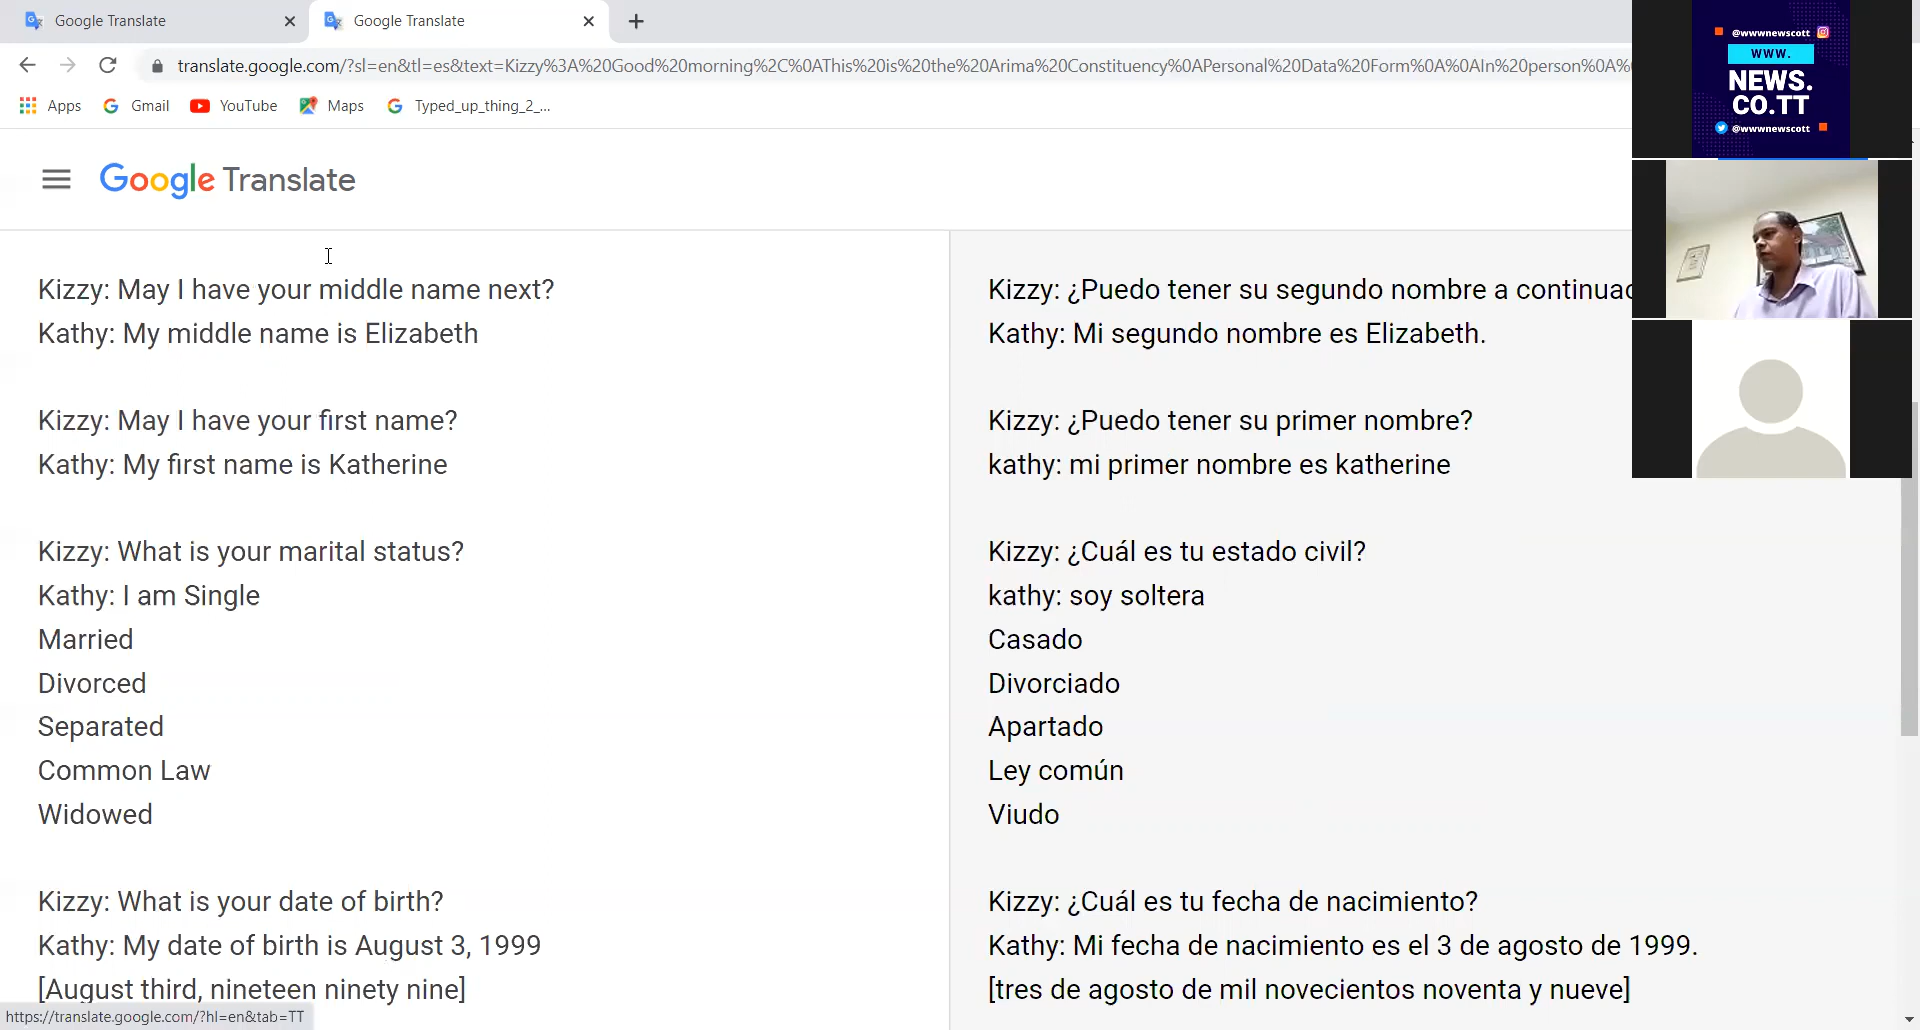 Google Translate
Google Translate
translate.google.com/?sl=en&tl=es&text=Kizzy%3A%20Good%20morning%2C%0AThis%20is%20the%20Arima%20Constituency%0APersonal%20Data%20Form%0A%0AIn%20person%0A%
Apps
Gmail
YouTube
Maps
Typed_up_thing_2_...
Google Translate
Kizzy: May I have your middle name next?
Kathy: My middle name is Elizabeth
Kizzy: May I have your first name?
Kathy: My first name is Katherine
Kizzy: What is your marital status?
Kathy: I am Single
Married
Divorced
Separated
Common Law
Widowed
Kizzy: What is your date of birth?
Kathy: My date of birth is August 3, 1999
[August third, nineteen ninety nine]
https://translate.google.com/?hl=en&tab=TT
Kizzy: ¿Puedo tener su segundo nombre a continuac
Kathy: Mi segundo nombre es Elizabeth.
Kizzy: ¿Puedo tener su primer nombre?
kathy: mi primer nombre es katherine
Kizzy: ¿Cuál es tu estado civil?
kathy: soy soltera
Casado
Divorciado
Apartado
Ley común
Viudo
Kizzy: ¿Cuál es tu fecha de nacimiento?
Kathy: Mi fecha de nacimiento es el 3 de agosto de 1999.
[tres de agosto de mil novecientos noventa y nueve]
@wwwnewscott
WWW.
NEWS.
CO.TT
@wwwnewscott